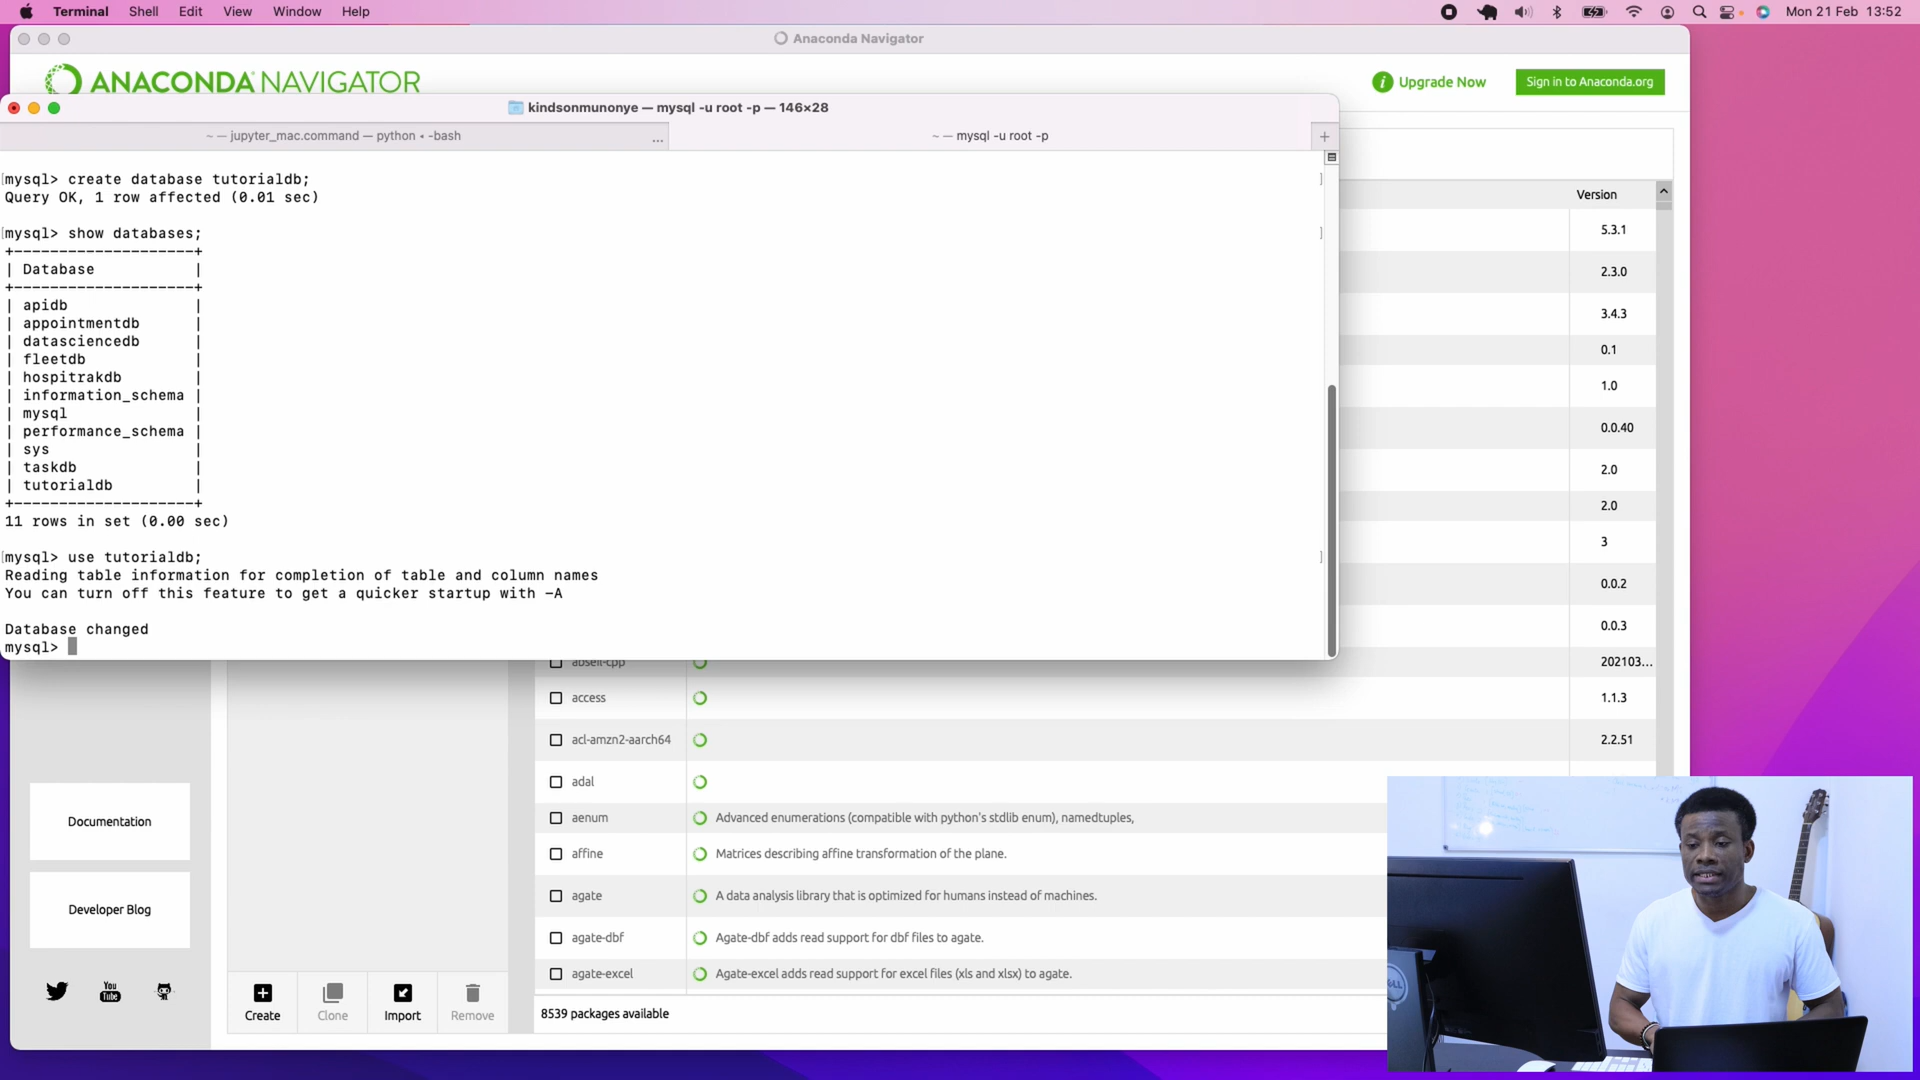 Terminal Shell Edit View Window Help Mon 21 Feb 13:52
Anaconda Navigator
ANACONDA NAVIGATOR
i Upgrade Now Sign in to Anaconda.org
kindsonmunonye — mysql -u root -p — 146×28
~ — jupyter_mac.command — python ◂ -bash ... ~ — mysql -u root -p +
mysql> create database tutorialdb;
Query OK, 1 row affected (0.01 sec)
mysql> show databases;
+--------------------+
| Database           |
+--------------------+
| apidb              |
| appointmentdb      |
| datasciencedb      |
| fleetdb            |
| hospitrakdb        |
| information_schema |
| mysql              |
| performance_schema |
| sys                |
| taskdb             |
| tutorialdb         |
+--------------------+
11 rows in set (0.00 sec)
mysql> use tutorialdb;
Reading table information for completion of table and column names
You can turn off this feature to get a quicker startup with -A
Database changed
mysql>
Version
5.3.1
2.3.0
3.4.3
0.1
1.0
0.0.40
2.0
2.0
3
0.0.2
0.0.3
abseil-cpp 202103...
access 1.1.3
acl-amzn2-aarch64 2.2.51
adal
aenum Advanced enumerations (compatible with python's stdlib enum), namedtuples,
affine Matrices describing affine transformation of the plane.
agate A data analysis library that is optimized for humans instead of machines.
agate-dbf Agate-dbf adds read support for dbf files to agate.
agate-excel Agate-excel adds read support for excel files (xls and xlsx) to agate.
8539 packages available
Documentation
Developer Blog
You Tube
Create Clone Import Remove
DELL